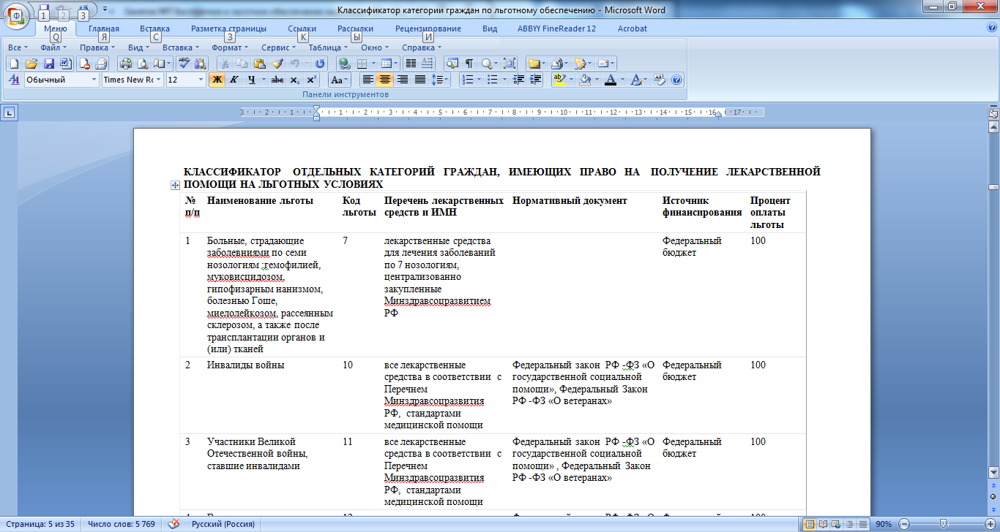 Классификатор категории граждан по льготному обеспечению - Microsoft Word
Ф 1 2 3
Меню Главная Вставка Разметка страницы Ссылки Рассылки Рецензирование Вид ABBYY FineReader 12 Acrobat
Q Я С З К Ы И
Все Файл Правка Вид Вставка Формат Сервис Таблица Окно Справка
Обычный Times New Ro 12 Ж К Ч abc x₂ x² Aa
Панели инструментов
3 2 1 1 2 3 4 5 6 7 8 9 10 11 12 13 14 15 16 17
КЛАССИФИКАТОР ОТДЕЛЬНЫХ КАТЕГОРИЙ ГРАЖДАН, ИМЕЮЩИХ ПРАВО НА ПОЛУЧЕНИЕ ЛЕКАРСТВЕННОЙ
ПОМОЩИ НА ЛЬГОТНЫХ УСЛОВИЯХ
№ Наименование льготы Код Перечень лекарственных Нормативный документ Источник Процент
п/п льготы средств и ИМН финансирования оплаты
льготы
1 Больные, страдающие 7 лекарственные средства Федеральный 100
заболевниями по семи для лечения заболеваний бюджет
нозологиям :гемофилией, по 7 нозологиям,
муковисцидозом, централизованно
гипофизарным нанизмом, закупленные
болезнью Гоше, Минздравсоцразвитием
миелолейкозом, рассеянным РФ
склерозом, а также после
трансплантации органов и
(или) тканей
2 Инвалиды войны 10 все лекарственные Федеральный закон РФ -ФЗ «О Федеральный 100
средства в соответствии с государственной социальной бюджет
Перечнем помощи», Федеральный Закон
Минздравсоцразвития РФ -ФЗ «О ветеранах»
РФ, стандартами
медицинской помощи
3 Участники Великой 11 все лекарственные Федеральный закон РФ -ФЗ «О Федеральный 100
Отечественной войны, средства в соответствии с государственной социальной бюджет
ставшие инвалидами Перечнем помощи» , Федеральный Закон
Минздравсоцразвития РФ -ФЗ «О ветеранах»
РФ, стандартами
медицинской помощи
Страница: 5 из 35 Число слов: 5 769 Русский (Россия) 90%